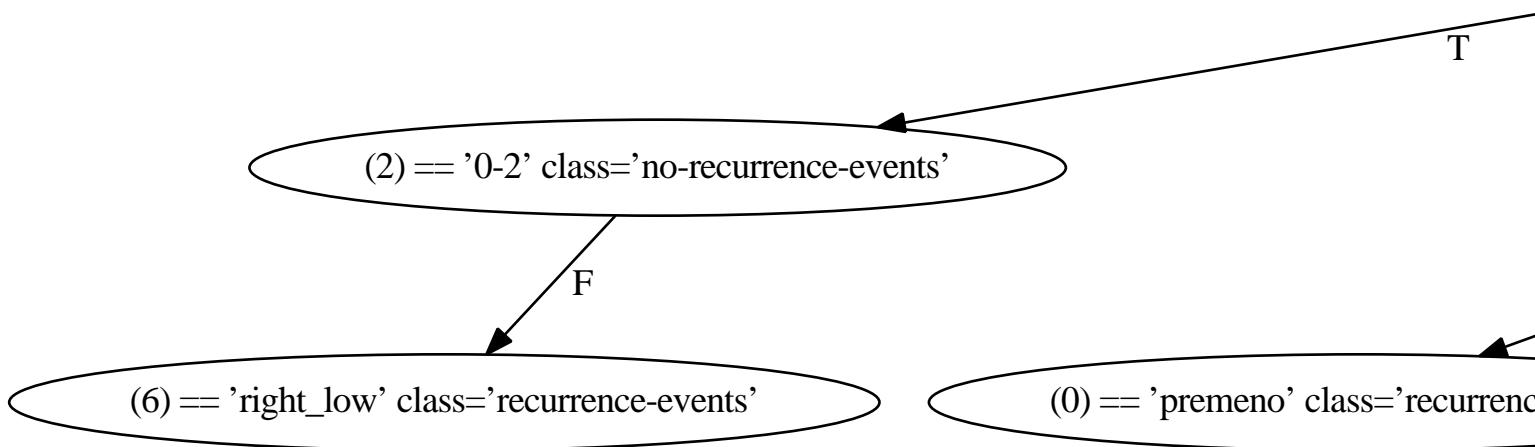 T
(2) == ’0-2’ class=’no-recurrence-events’
F
(6) == ’right_low’ class=’recurrence-events’
(0) == ’premeno’ class=’recurrenc